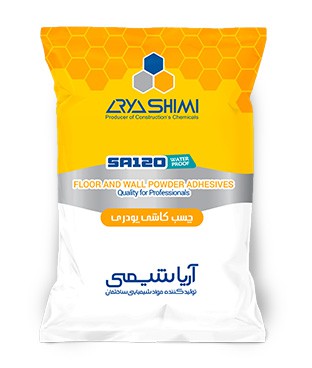 ARYASHIMI
Producer of Construction's Chemicals
SA120 WATER PROOF
FLOOR AND WALL POWDER ADHESIVES
Quality for Professionals
چسب کاشی پودری
آریا شیمی
تولید کننده مواد شیمیایی ساختمان